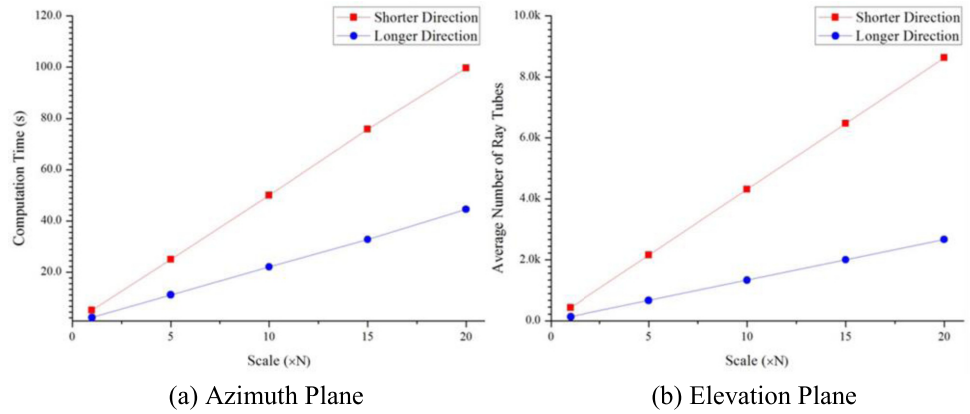 120.0
100.0
80.0
60.0
40.0
20.0
0
5
10
15
20
Computation Time (s)
Scale (×N)
Shorter Direction
Longer Direction
(a) Azimuth Plane
10.0k
8.0k
6.0k
4.0k
2.0k
0.0
0
5
10
15
20
Average Number of Ray Tubes
Scale (×N)
Shorter Direction
Longer Direction
(b) Elevation Plane